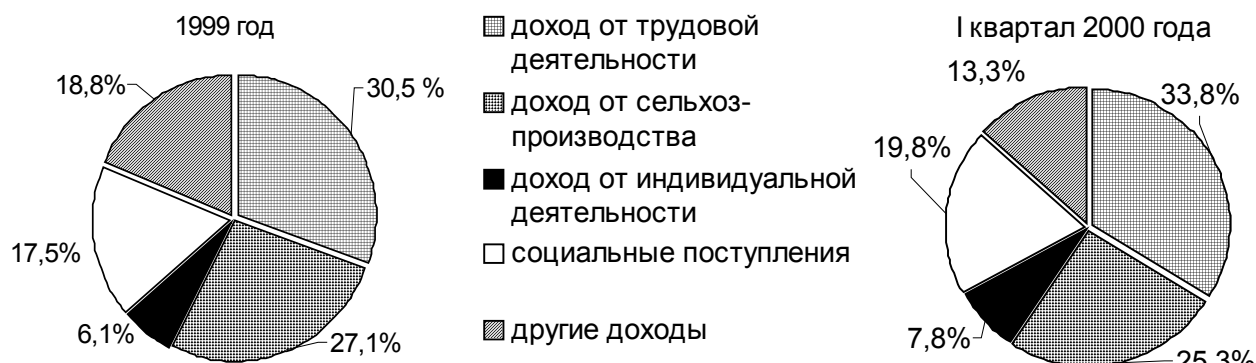 1999 год
18,8%
30,5 %
17,5%
6,1%
27,1%
доход от трудовой
деятельности
доход от сельхоз-
производства
доход от индивидуальной
деятельности
социальные поступления
другие доходы
I квартал 2000 года
13,3%
33,8%
19,8%
7,8%
25,3%